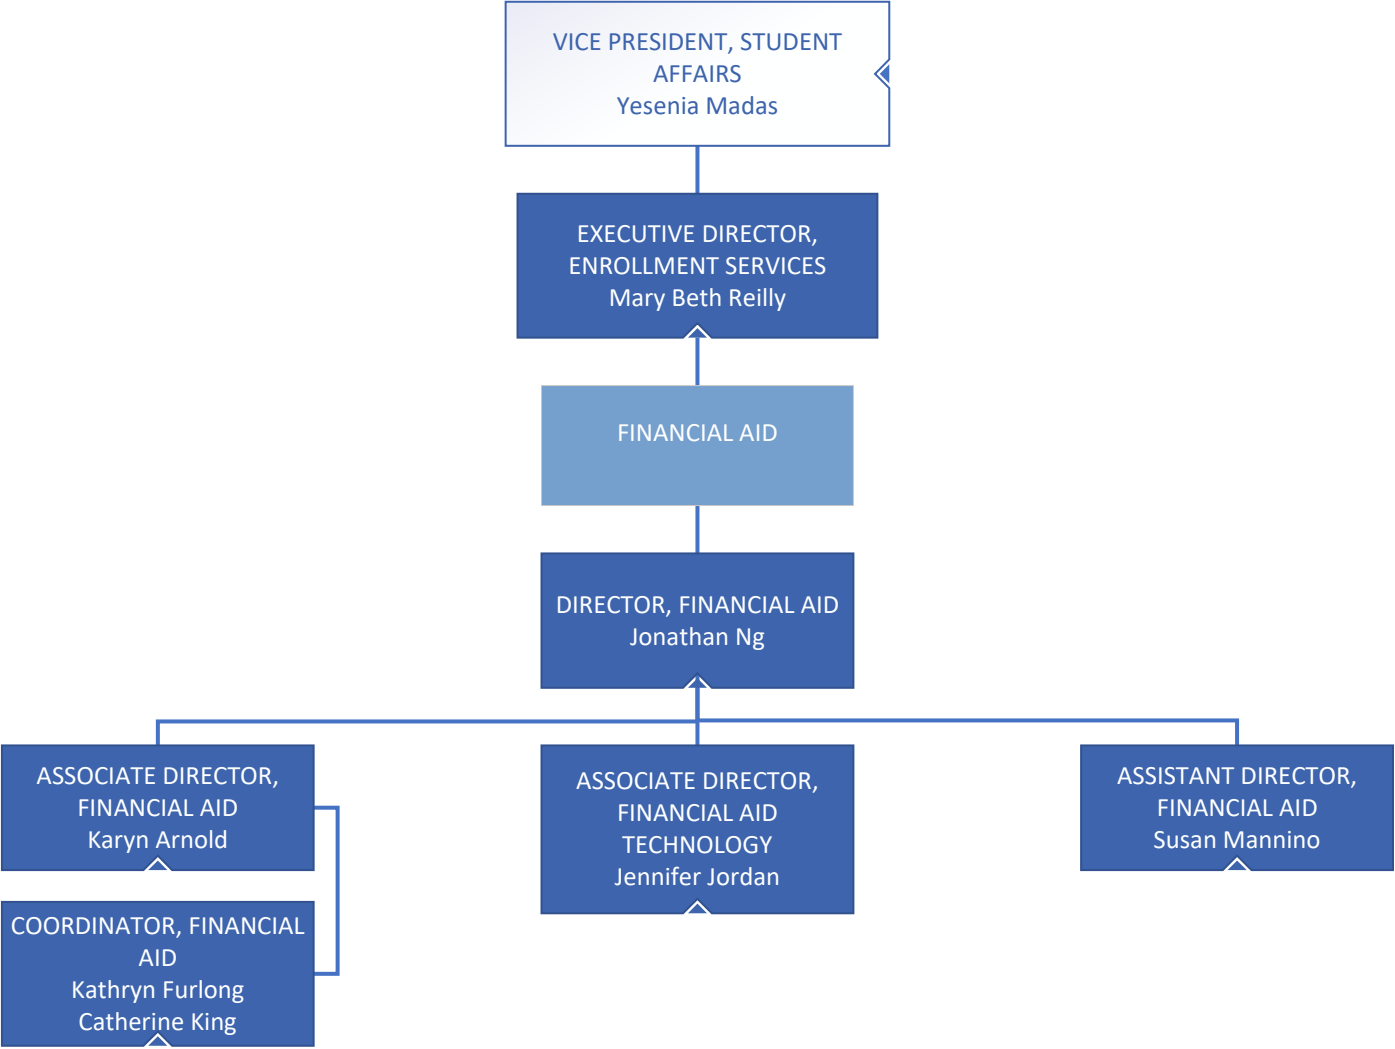 VICE PRESIDENT, STUDENT
AFFAIRS
Yesenia Madas
EXECUTIVE DIRECTOR,
ENROLLMENT SERVICES
Mary Beth Reilly
FINANCIAL AID
DIRECTOR, FINANCIAL AID
Jonathan Ng
ASSOCIATE DIRECTOR,
FINANCIAL AID
Karyn Arnold
COORDINATOR, FINANCIAL
AID
Kathryn Furlong
Catherine King
ASSOCIATE DIRECTOR,
FINANCIAL AID
TECHNOLOGY
Jennifer Jordan
ASSISTANT DIRECTOR,
FINANCIAL AID
Susan Mannino